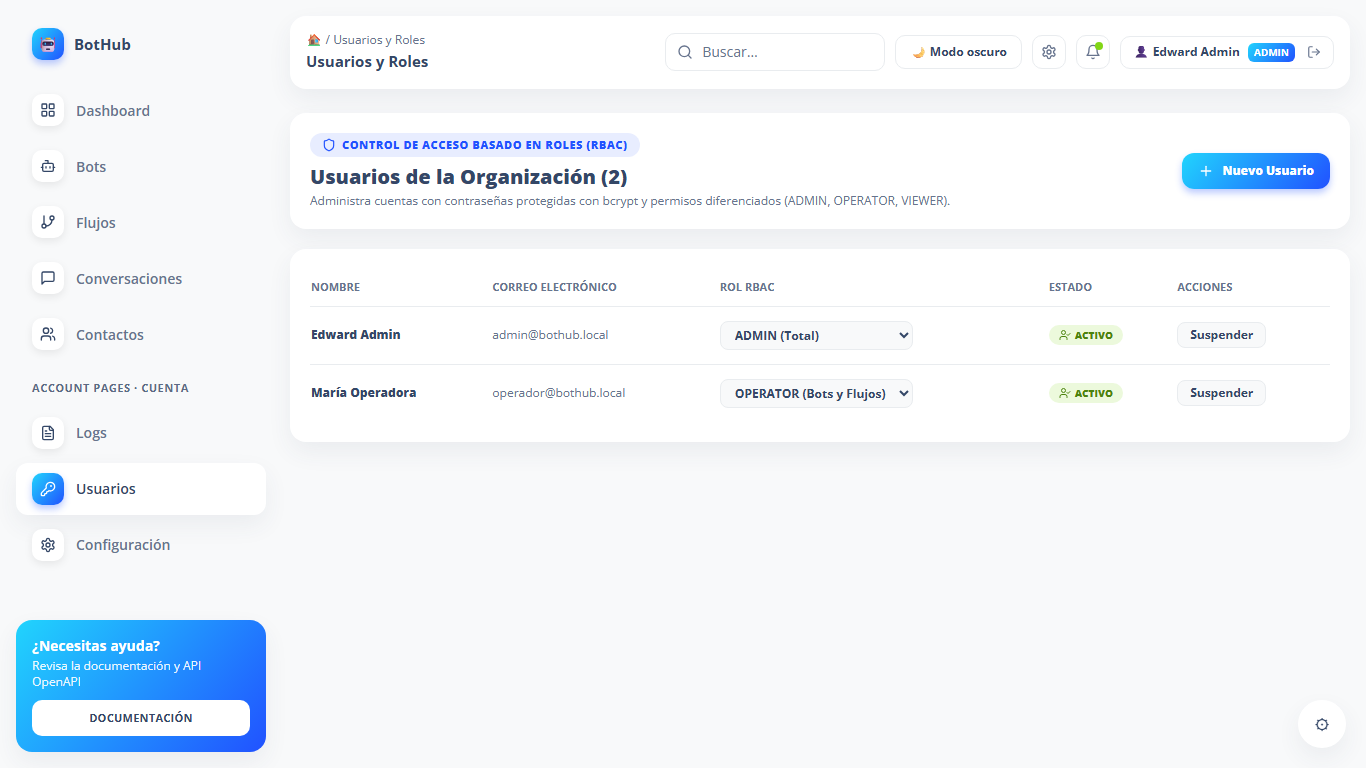 BotHub
Dashboard
Bots
Flujos
Conversaciones
Contactos
ACCOUNT PAGES · CUENTA
Logs
Usuarios
Configuración
¿Necesitas ayuda?
Revisa la documentación y API
OpenAPI
DOCUMENTACIÓN
/ Usuarios y Roles
Usuarios y Roles
Buscar...
Modo oscuro
Edward Admin ADMIN
CONTROL DE ACCESO BASADO EN ROLES (RBAC)
Usuarios de la Organización (2)
Administra cuentas con contraseñas protegidas con bcrypt y permisos diferenciados (ADMIN, OPERATOR, VIEWER).
Nuevo Usuario
NOMBRE CORREO ELECTRÓNICO ROL RBAC ESTADO ACCIONES
Edward Admin admin@bothub.local ADMIN (Total) ACTIVO Suspender
María Operadora operador@bothub.local OPERATOR (Bots y Flujos) ACTIVO Suspender